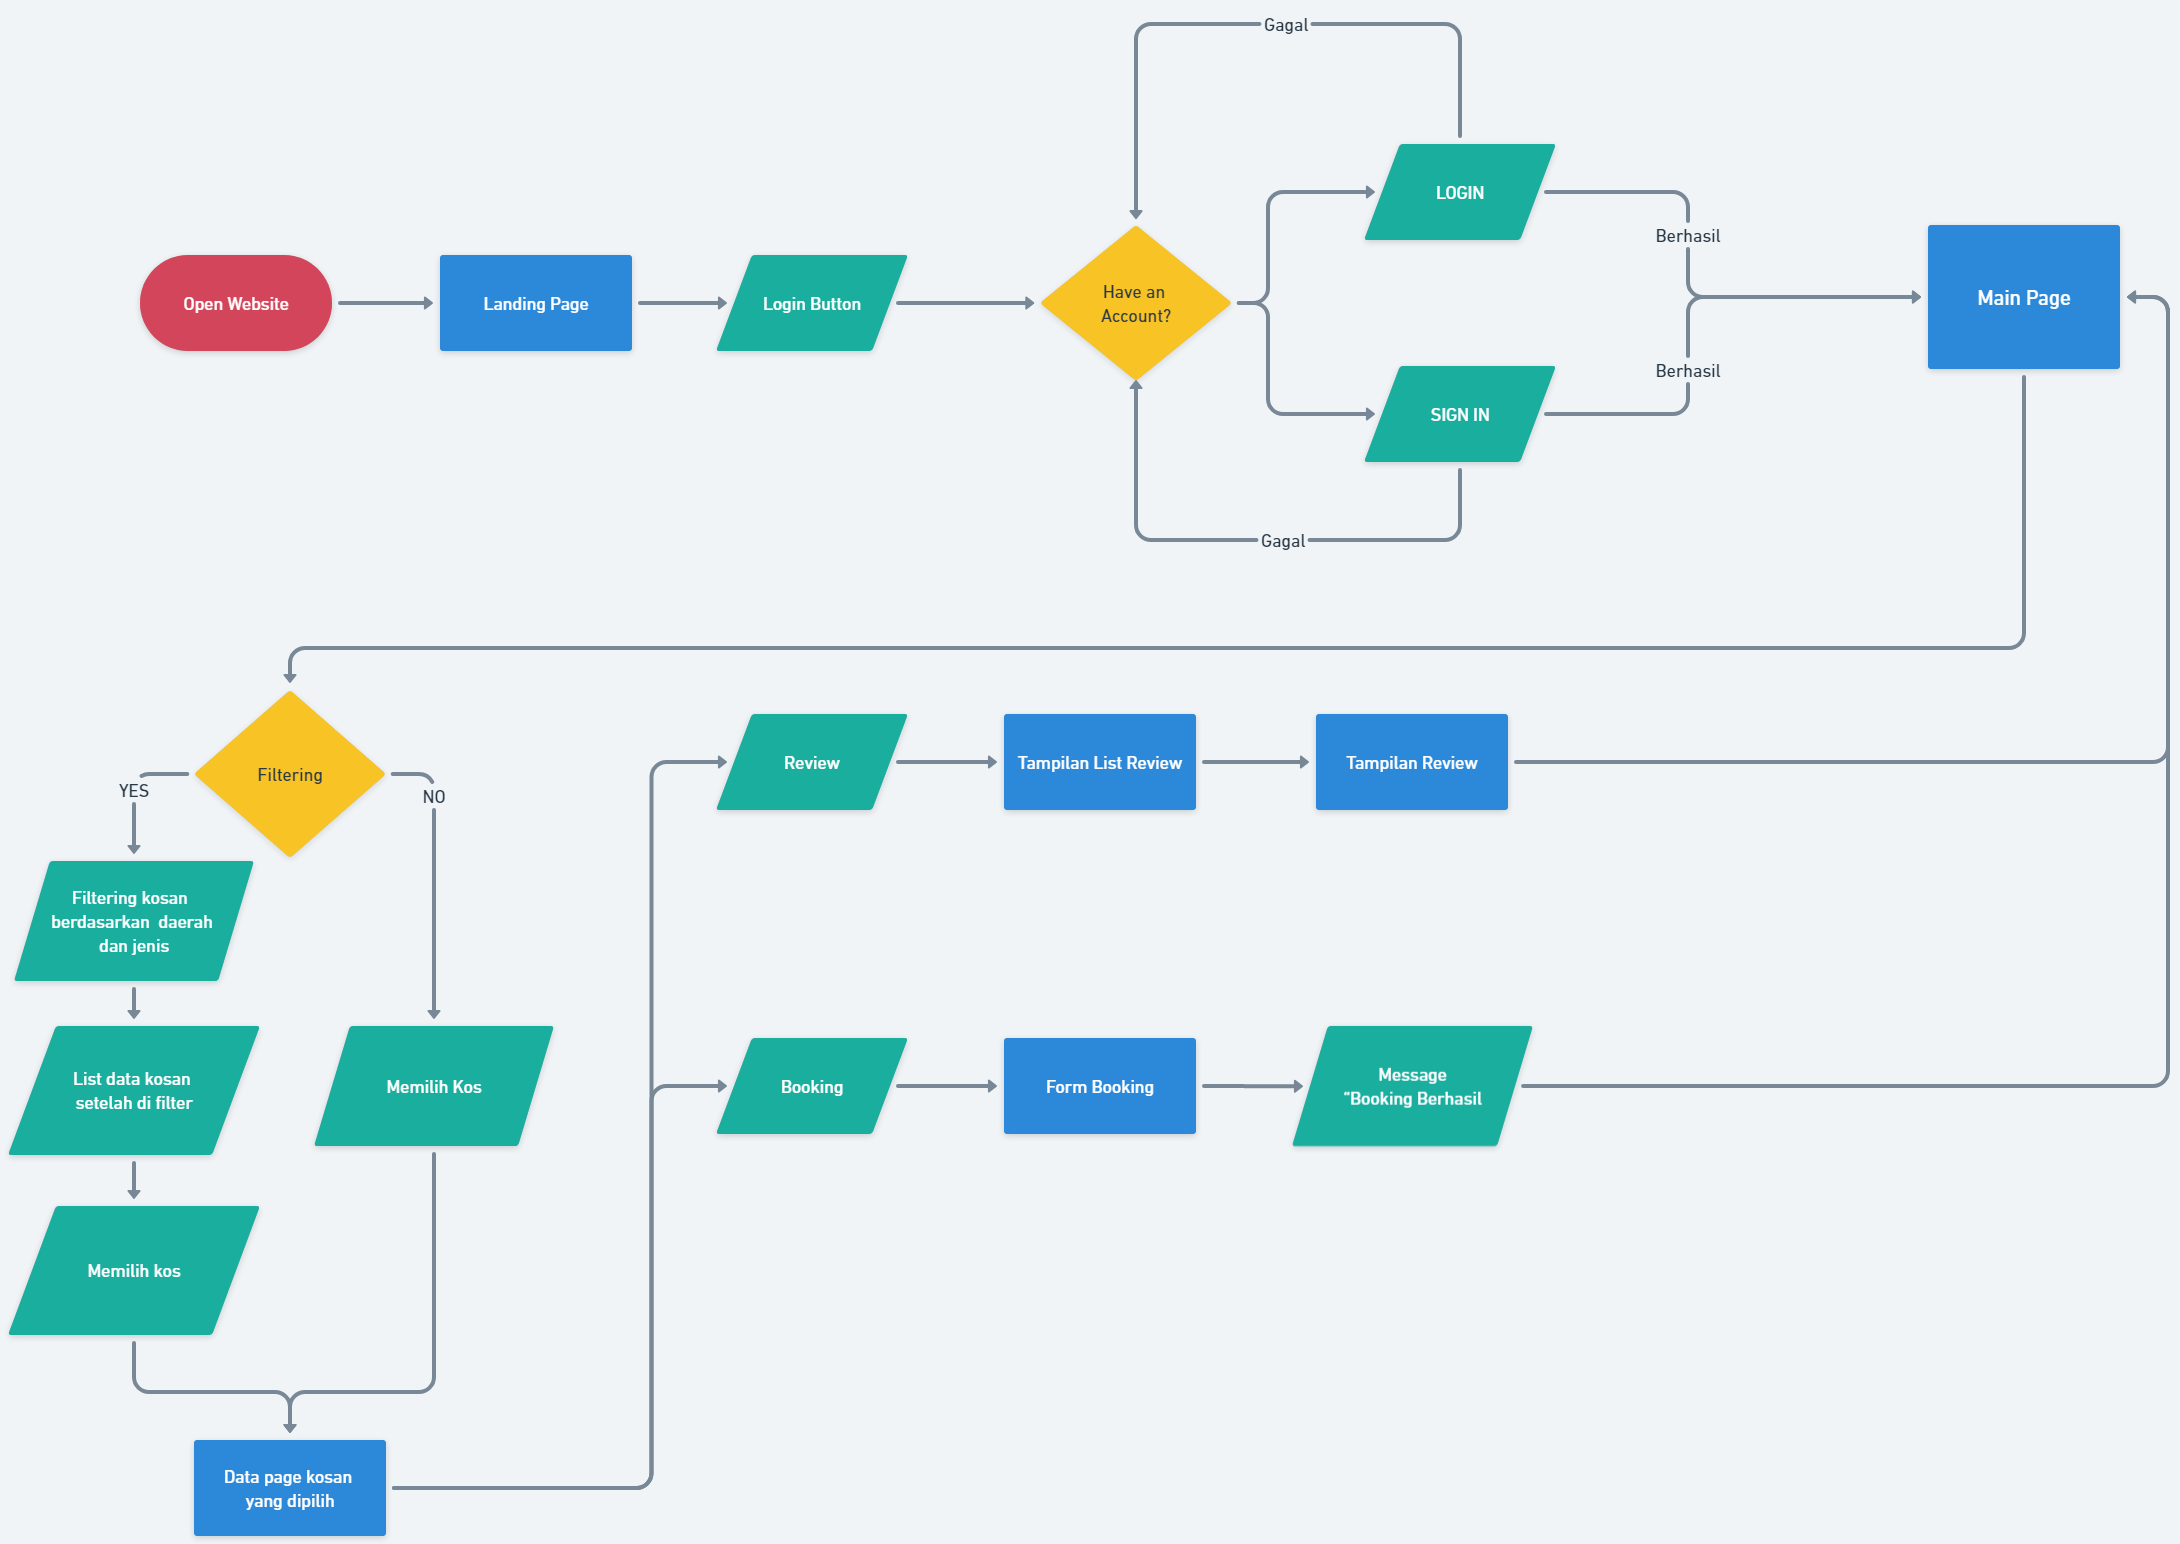 Gagal
LOGIN
Berhasil
Open Website
Landing Page
Login Button
Have an
Account?
Main Page
Berhasil
SIGN IN
Gagal
Filtering
YES
NO
Review
Tampilan List Review
Tampilan Review
Filtering kosan
berdasarkan  daerah
dan jenis
List data kosan
setelah di filter
Memilih Kos
Booking
Form Booking
Message
"Booking Berhasil
Memilih kos
Data page kosan
yang dipilih